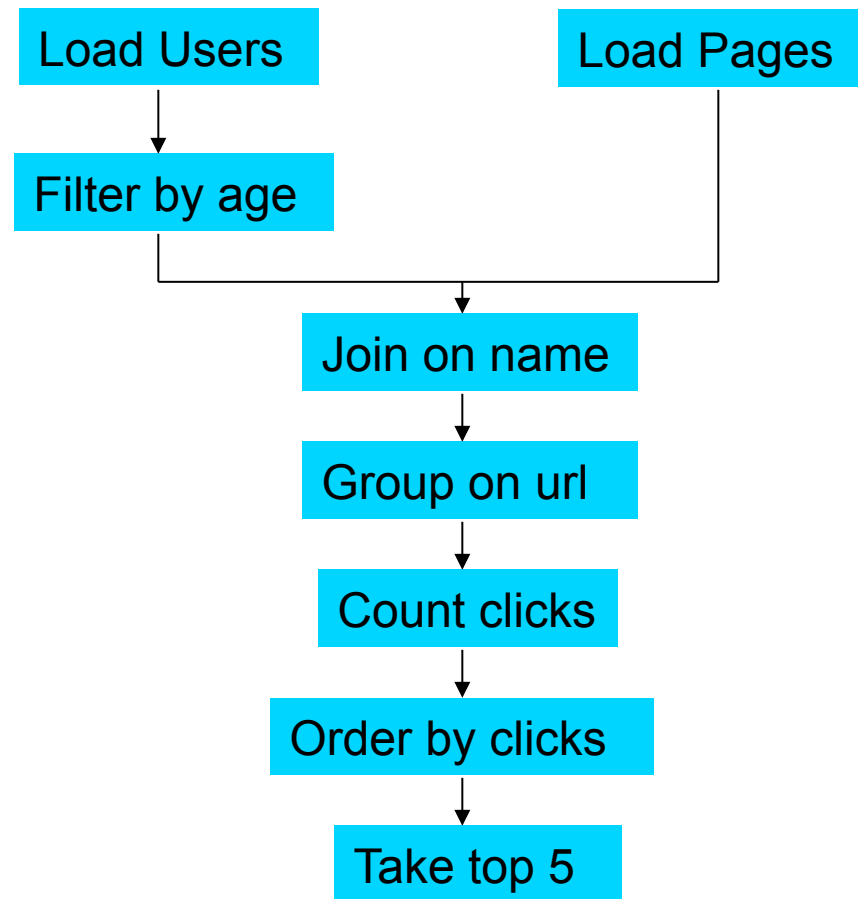 Load Users
Load Pages
Filter by age
Join on name
Group on url
Count clicks
Order by clicks
Take top 5